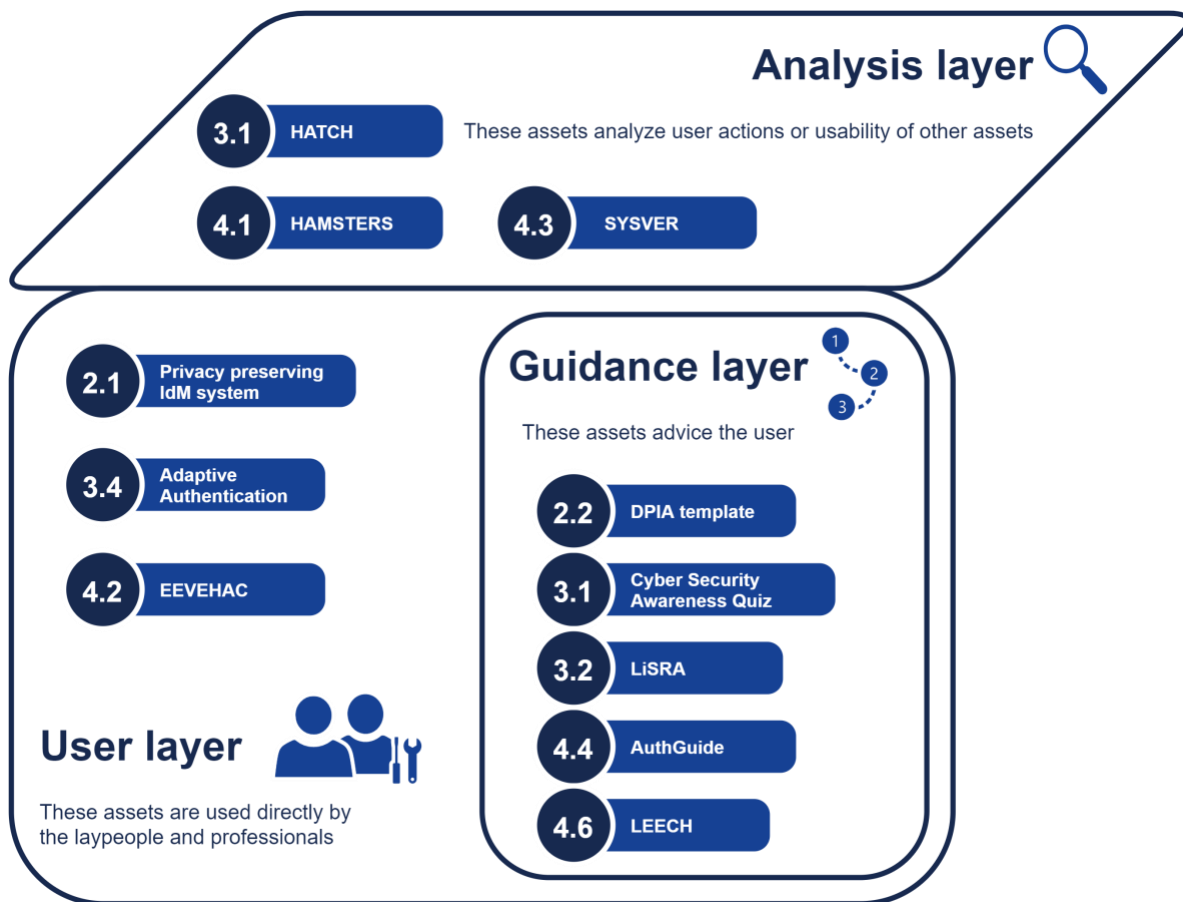 Analysis layer
3.1 HATCH
These assets analyze user actions or usability of other assets
4.1 HAMSTERS
4.3 SYSVER
2.1 Privacy preserving
IdM system
3.4 Adaptive
Authentication
4.2 EEVEHAC
User layer
These assets are used directly by
the laypeople and professionals
Guidance layer
1
2
3
These assets advice the user
2.2 DPIA template
3.1 Cyber Security
Awareness Quiz
3.2 LiSRA
4.4 AuthGuide
4.6 LEECH